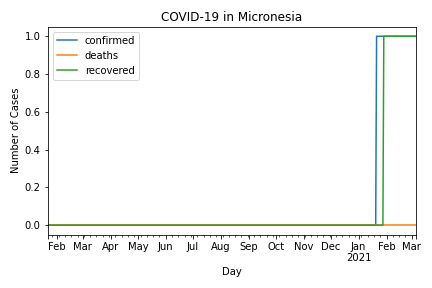 COVID-19 in Micronesia
confirmed
deaths
recovered
1.0
0.8
0.6
0.4
0.2
0.0
Number of Cases
Feb Mar Apr May Jun Jul Aug Sep Oct Nov Dec Jan Feb Mar
2021
Day